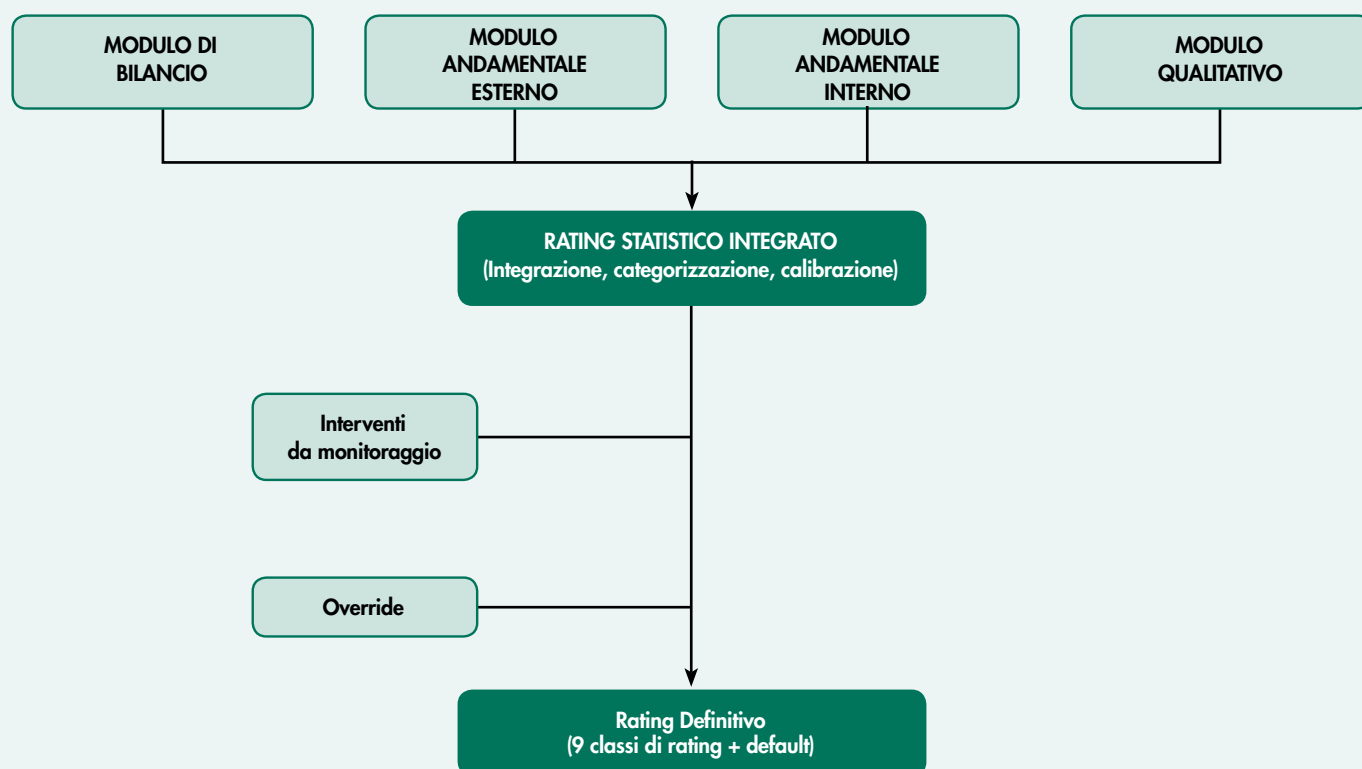 MODULO DI
BILANCIO
MODULO
ANDAMENTALE
ESTERNO
MODULO
ANDAMENTALE
INTERNO
MODULO
QUALITATIVO
RATING STATISTICO INTEGRATO
(Integrazione, categorizzazione, calibrazione)
Interventi
da monitoraggio
Override
Rating Definitivo
(9 classi di rating + default)